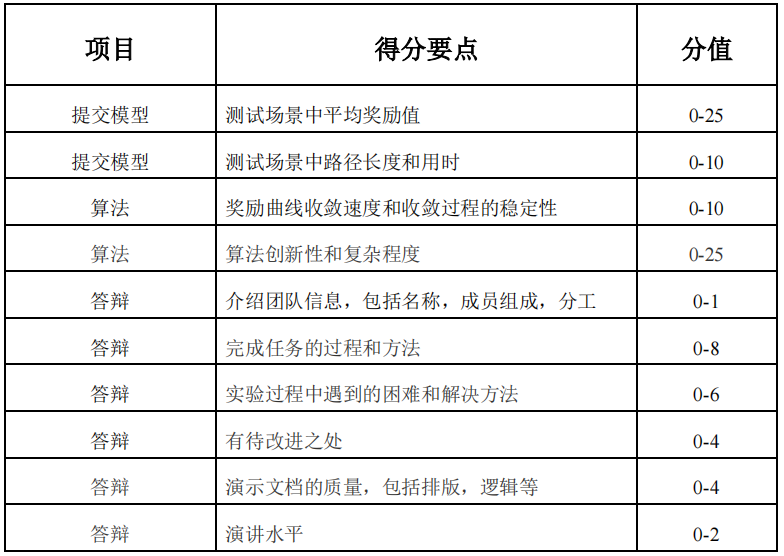 项目 得分要点 分值
提交模型 测试场景中平均奖励值 0-25
提交模型 测试场景中路径长度和用时 0-10
算法 奖励曲线收敛速度和收敛过程的稳定性 0-10
算法 算法创新性和复杂程度 0-25
答辩 介绍团队信息，包括名称，成员组成，分工 0-1
答辩 完成任务的过程和方法 0-8
答辩 实验过程中遇到的困难和解决方法 0-6
答辩 有待改进之处 0-4
答辩 演示文档的质量，包括排版，逻辑等 0-4
答辩 演讲水平 0-2